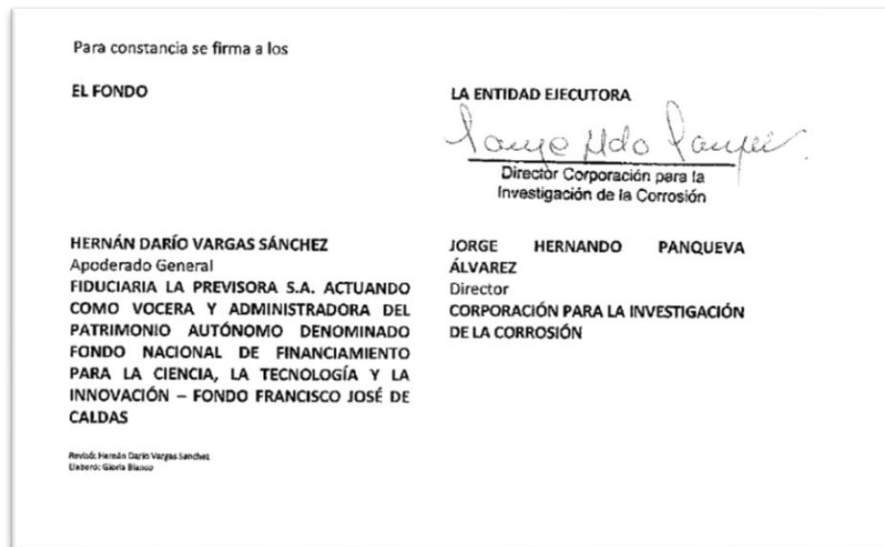 Para constancia se firma a los
EL FONDO
LA ENTIDAD EJECUTORA
Director Corporación para la
Investigación de la Corrosión
HERNÁN DARÍO VARGAS SÁNCHEZ
Apoderado General
FIDUCIARIA LA PREVISORA S.A. ACTUANDO
COMO VOCERA Y ADMINISTRADORA DEL
PATRIMONIO AUTÓNOMO DENOMINADO
FONDO NACIONAL DE FINANCIAMIENTO
PARA LA CIENCIA, LA TECNOLOGÍA Y LA
INNOVACIÓN – FONDO FRANCISCO JOSÉ DE
CALDAS
JORGE HERNANDO PANQUEVA
ÁLVAREZ
Director
CORPORACIÓN PARA LA INVESTIGACIÓN
DE LA CORROSIÓN
Revisó: Hernán Darío Vargas Sanchez
Elaboró: Gloria Blanco